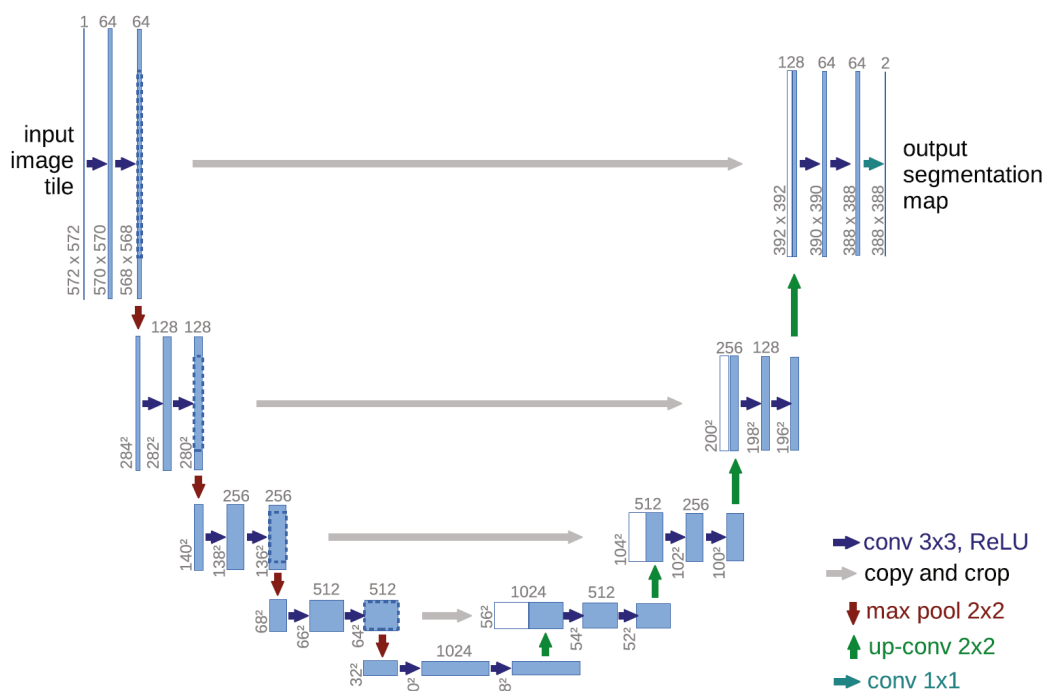 1 64 64
128 64 64 2
input
image
tile
output
segmentation
map
572 x 572
570 x 570
568 x 568
392 x 392
390 x 390
388 x 388
388 x 388
128 128
256 128
284²
282²
280²
200²
198²
196²
256 256
512 256
140²
138²
136²
104²
102²
100²
512 512
1024 512
68²
66²
64²
56²
54²
52²
1024
32²
conv 3x3, ReLU
copy and crop
max pool 2x2
up-conv 2x2
conv 1x1